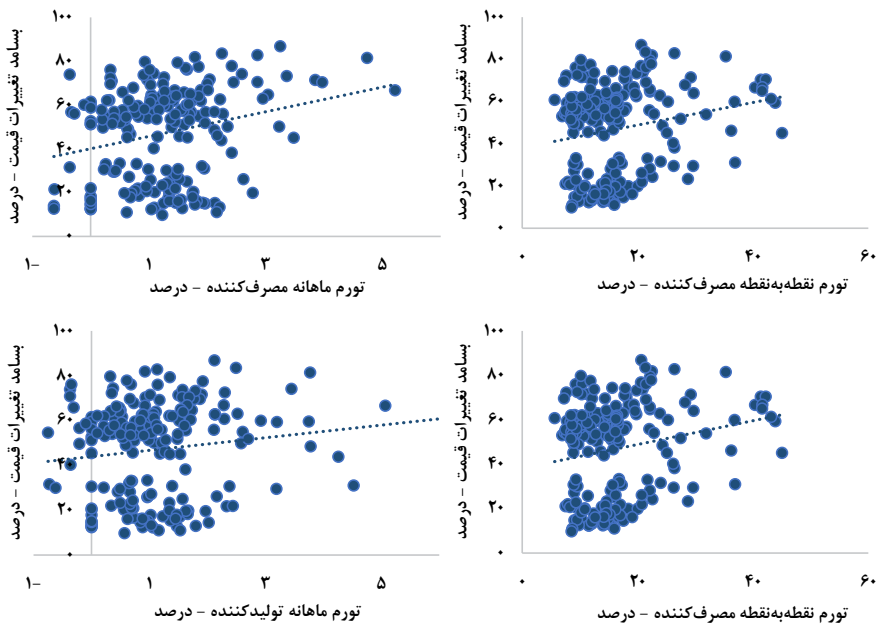 بسامد تغییرات قیمت - درصد
۱۰۰
۸۰
۶۰
۴۰
۲۰
۰
۱- ۱ ۳ ۵
تورم ماهانه مصرف‌کننده - درصد
بسامد تغییرات قیمت - درصد
۱۰۰
۸۰
۶۰
۴۰
۲۰
۰
۰ ۲۰ ۴۰ ۶۰
تورم نقطه‌به‌نقطه مصرف‌کننده - درصد
بسامد تغییرات قیمت - درصد
۱۰۰
۸۰
۶۰
۴۰
۲۰
۰
۱- ۱ ۳ ۵
تورم ماهانه تولیدکننده - درصد
بسامد تغییرات قیمت - درصد
۱۰۰
۸۰
۶۰
۴۰
۲۰
۰
۰ ۲۰ ۴۰ ۶۰
تورم نقطه‌به‌نقطه مصرف‌کننده - درصد